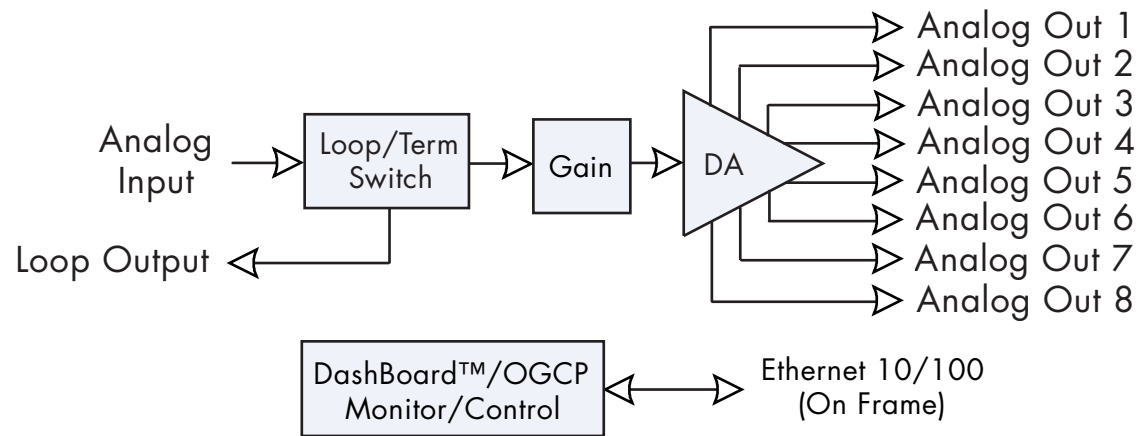 Analog
Input
Loop/Term
Switch
Gain
DA
Analog Out 1
Analog Out 2
Analog Out 3
Analog Out 4
Analog Out 5
Analog Out 6
Analog Out 7
Analog Out 8
Loop Output
DashBoard™/OGCP
Monitor/Control
Ethernet 10/100
(On Frame)